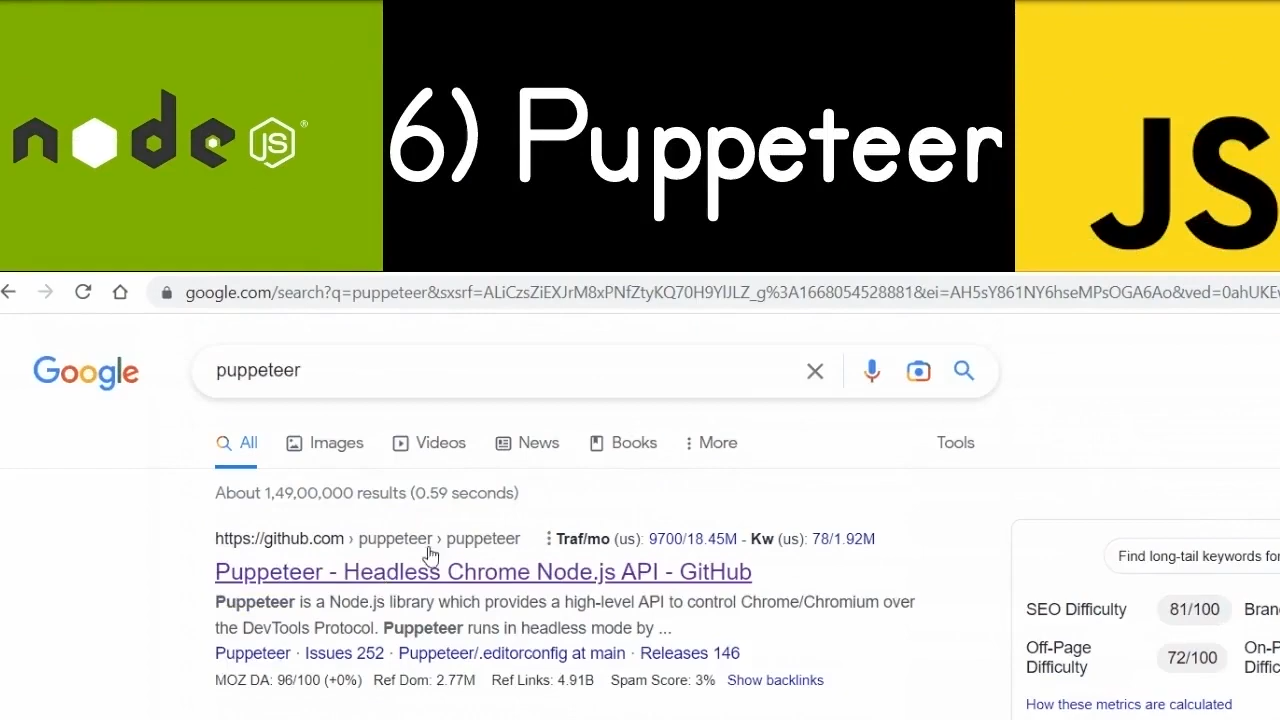 node JS ®
6) Puppeteer
JS
google.com/search?q=puppeteer&sxsrf=ALiCzsZiEXJrM8xPNfZtyKQ70H9YlJLZ_g%3A1668054528881&ei=AH5sY861NY6hseMPsOGA6Ao&ved=0ahUKEw
Google
puppeteer
All Images Videos News Books More Tools
About 1,49,00,000 results (0.59 seconds)
https://github.com › puppeteer › puppeteer Traf/mo (us): 9700/18.45M - Kw (us): 78/1.92M
Puppeteer - Headless Chrome Node.js API - GitHub
Puppeteer is a Node.js library which provides a high-level API to control Chrome/Chromium over
the DevTools Protocol. Puppeteer runs in headless mode by ...
Puppeteer · Issues 252 · Puppeteer/.editorconfig at main · Releases 146
MOZ DA: 96/100 (+0%) Ref Dom: 2.77M Ref Links: 4.91B Spam Score: 3% Show backlinks
Find long-tail keywords for
SEO Difficulty 81/100 Bran
Off-Page
Difficulty 72/100 On-P
Diffic
How these metrics are calculated